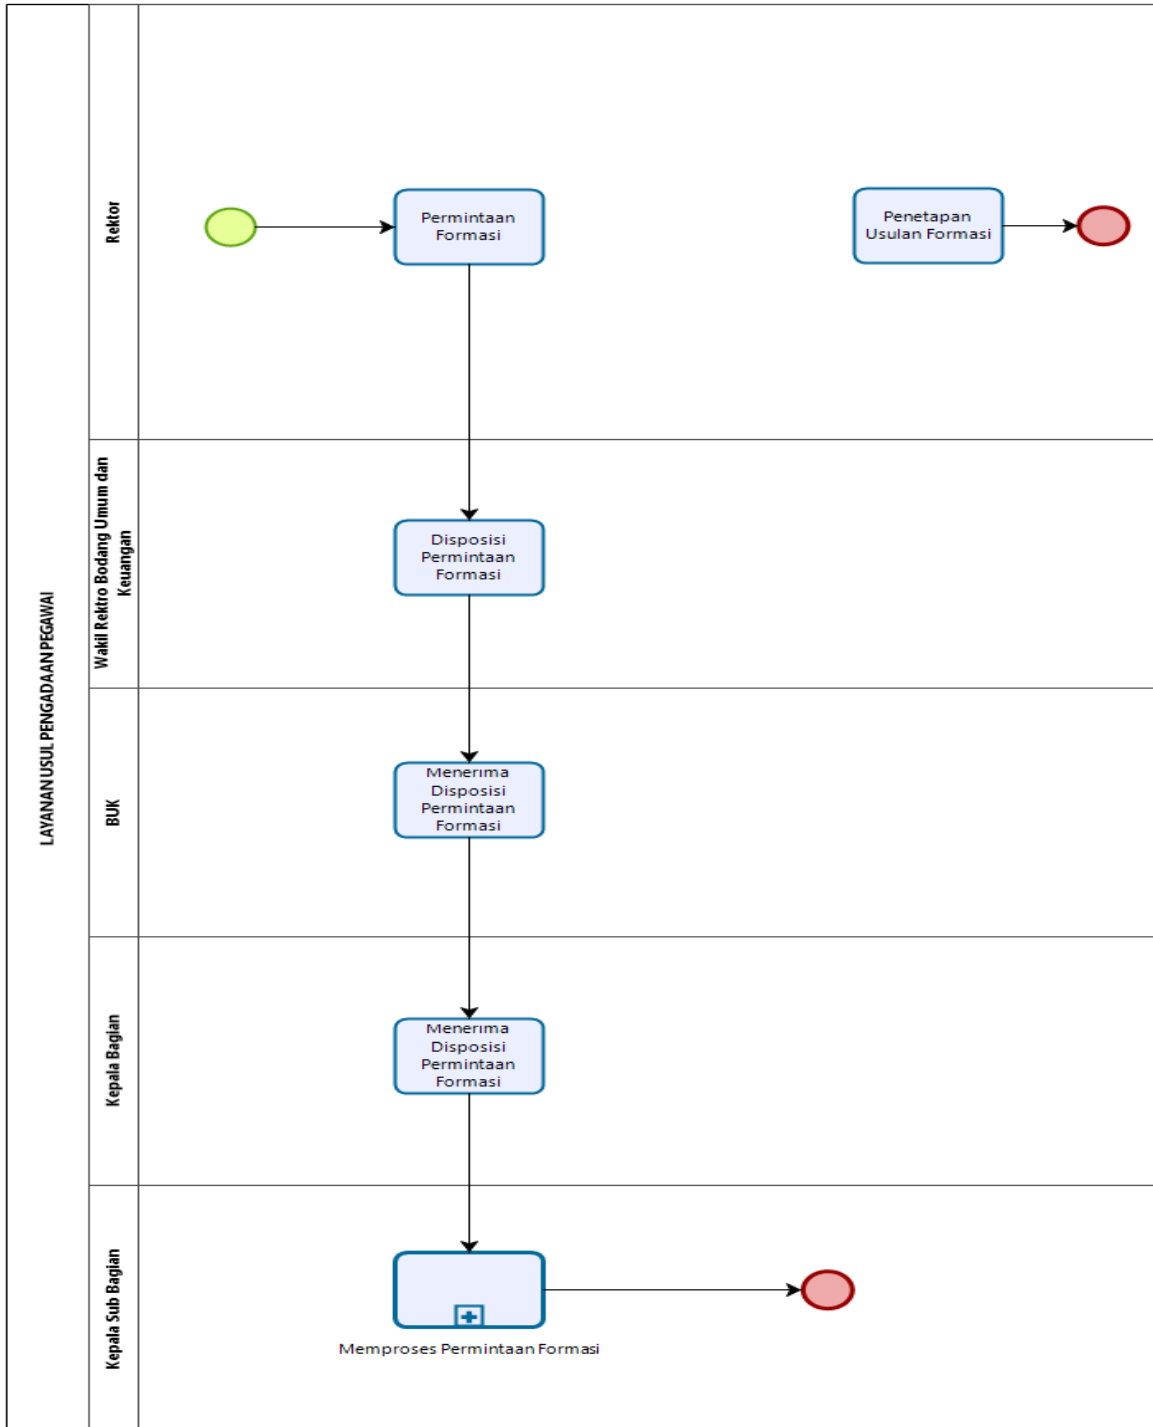 LAYANAN USUL PENGADAAN PEGAWAI
Rektor
Permintaan
Formasi
Penetapan
Usulan Formasi
Wakil Rektro Bodang Umum dan
Keuangan
Disposisi
Permintaan
Formasi
BUK
Menerima
Disposisi
Permintaan
Formasi
Kepala Bagian
Menerima
Disposisi
Permintaan
Formasi
Kepala Sub Bagian
Memproses Permintaan Formasi